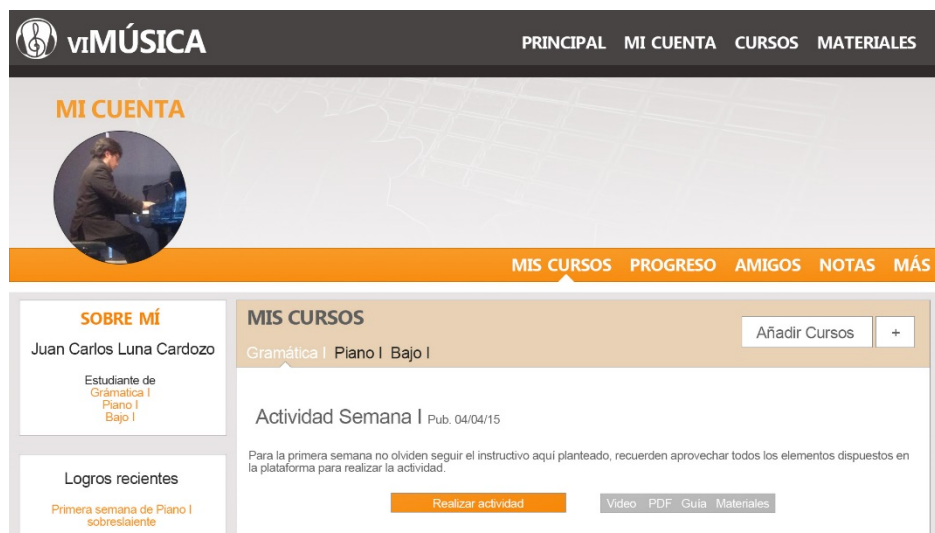 viMÚSICA
PRINCIPAL MI CUENTA CURSOS MATERIALES
MI CUENTA
MIS CURSOS PROGRESO AMIGOS NOTAS MÁS
SOBRE MÍ
Juan Carlos Luna Cardozo
Estudiante de
Grámatica I
Piano I
Bajo I
Logros recientes
Primera semana de Piano I
sobreslaiente
MIS CURSOS
Añadir Cursos +
Gramática I Piano I Bajo I
Actividad Semana I Pub. 04/04/15
Para la primera semana no olviden seguir el instructivo aquí planteado, recuerden aprovechar todos los elementos dispuestos en
la plataforma para realizar la actividad.
Realizar actividad
Video PDF Guía Materiales